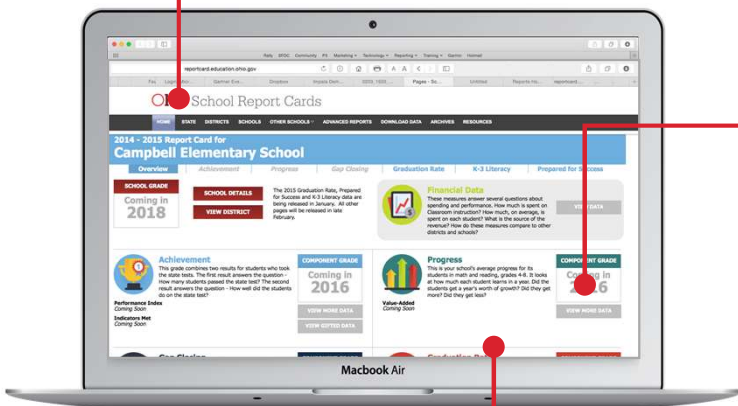 Rally SFDC Community PS Marketing Technology Reporting Training Garmin Hotmail
reportcard.education.ohio.gov
Dropbox
Pages - Sc...
Untitled
Reports Ho...
reportcard....
School Report Cards
HOME STATE DISTRICTS SCHOOLS OTHER SCHOOLS ADVANCED REPORTS DOWNLOAD DATA ARCHIVES RESOURCES
2014 - 2015 Report Card for
Campbell Elementary School
Overview Achievement Progress Gap Closing Graduation Rate K-3 Literacy Prepared for Success
SCHOOL GRADE
Coming in
2018
SCHOOL DETAILS
VIEW DISTRICT
The 2015 Graduation Rate, Prepared
for Success and K-3 Literacy data are
being released in January. All other
pages will be released in late
February.
Financial Data
These measures answer several questions about
spending and performance. How much is spent on
Classroom instruction? How much, on average, is
spent on each student? What is the source of the
revenue? How do these measures compare to other
districts and schools?
VIEW DATA
Achievement
This grade combines two results for students who took
the state tests. The first result answers the question -
How many students passed the state test? The second
result answers the question - How well did the students
do on the state test?
Performance Index
Coming Soon
Indicators Met
Coming Soon
COMPONENT GRADE
Coming in
2016
VIEW MORE DATA
VIEW GIFTED DATA
Progress
This is your school's average progress for its
students in math and reading, grades 4-8. It looks
at how much each student learns in a year. Did the
students get a year's worth of growth? Did they get
more? Did they get less?
Value-Added
Coming Soon
COMPONENT GRADE
Coming in
VIEW MORE DATA
Macbook Air